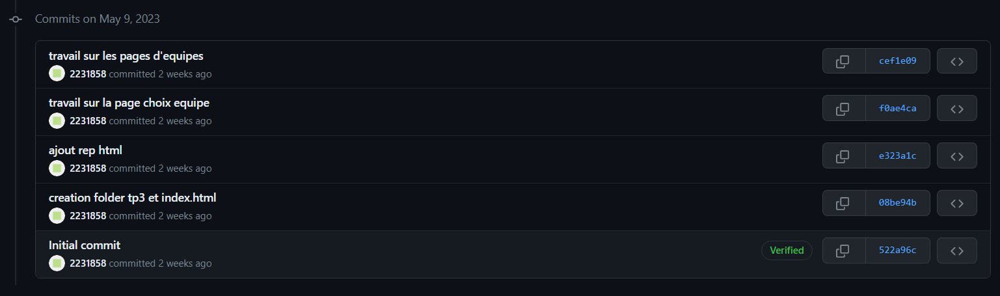 Commits on May 9, 2023
travail sur les pages d'equipes
2231858 committed 2 weeks ago
cef1e09
travail sur la page choix equipe
2231858 committed 2 weeks ago
f0ae4ca
ajout rep html
2231858 committed 2 weeks ago
e323a1c
creation folder tp3 et index.html
2231858 committed 2 weeks ago
08be94b
Initial commit
2231858 committed 2 weeks ago
Verified
522a96c